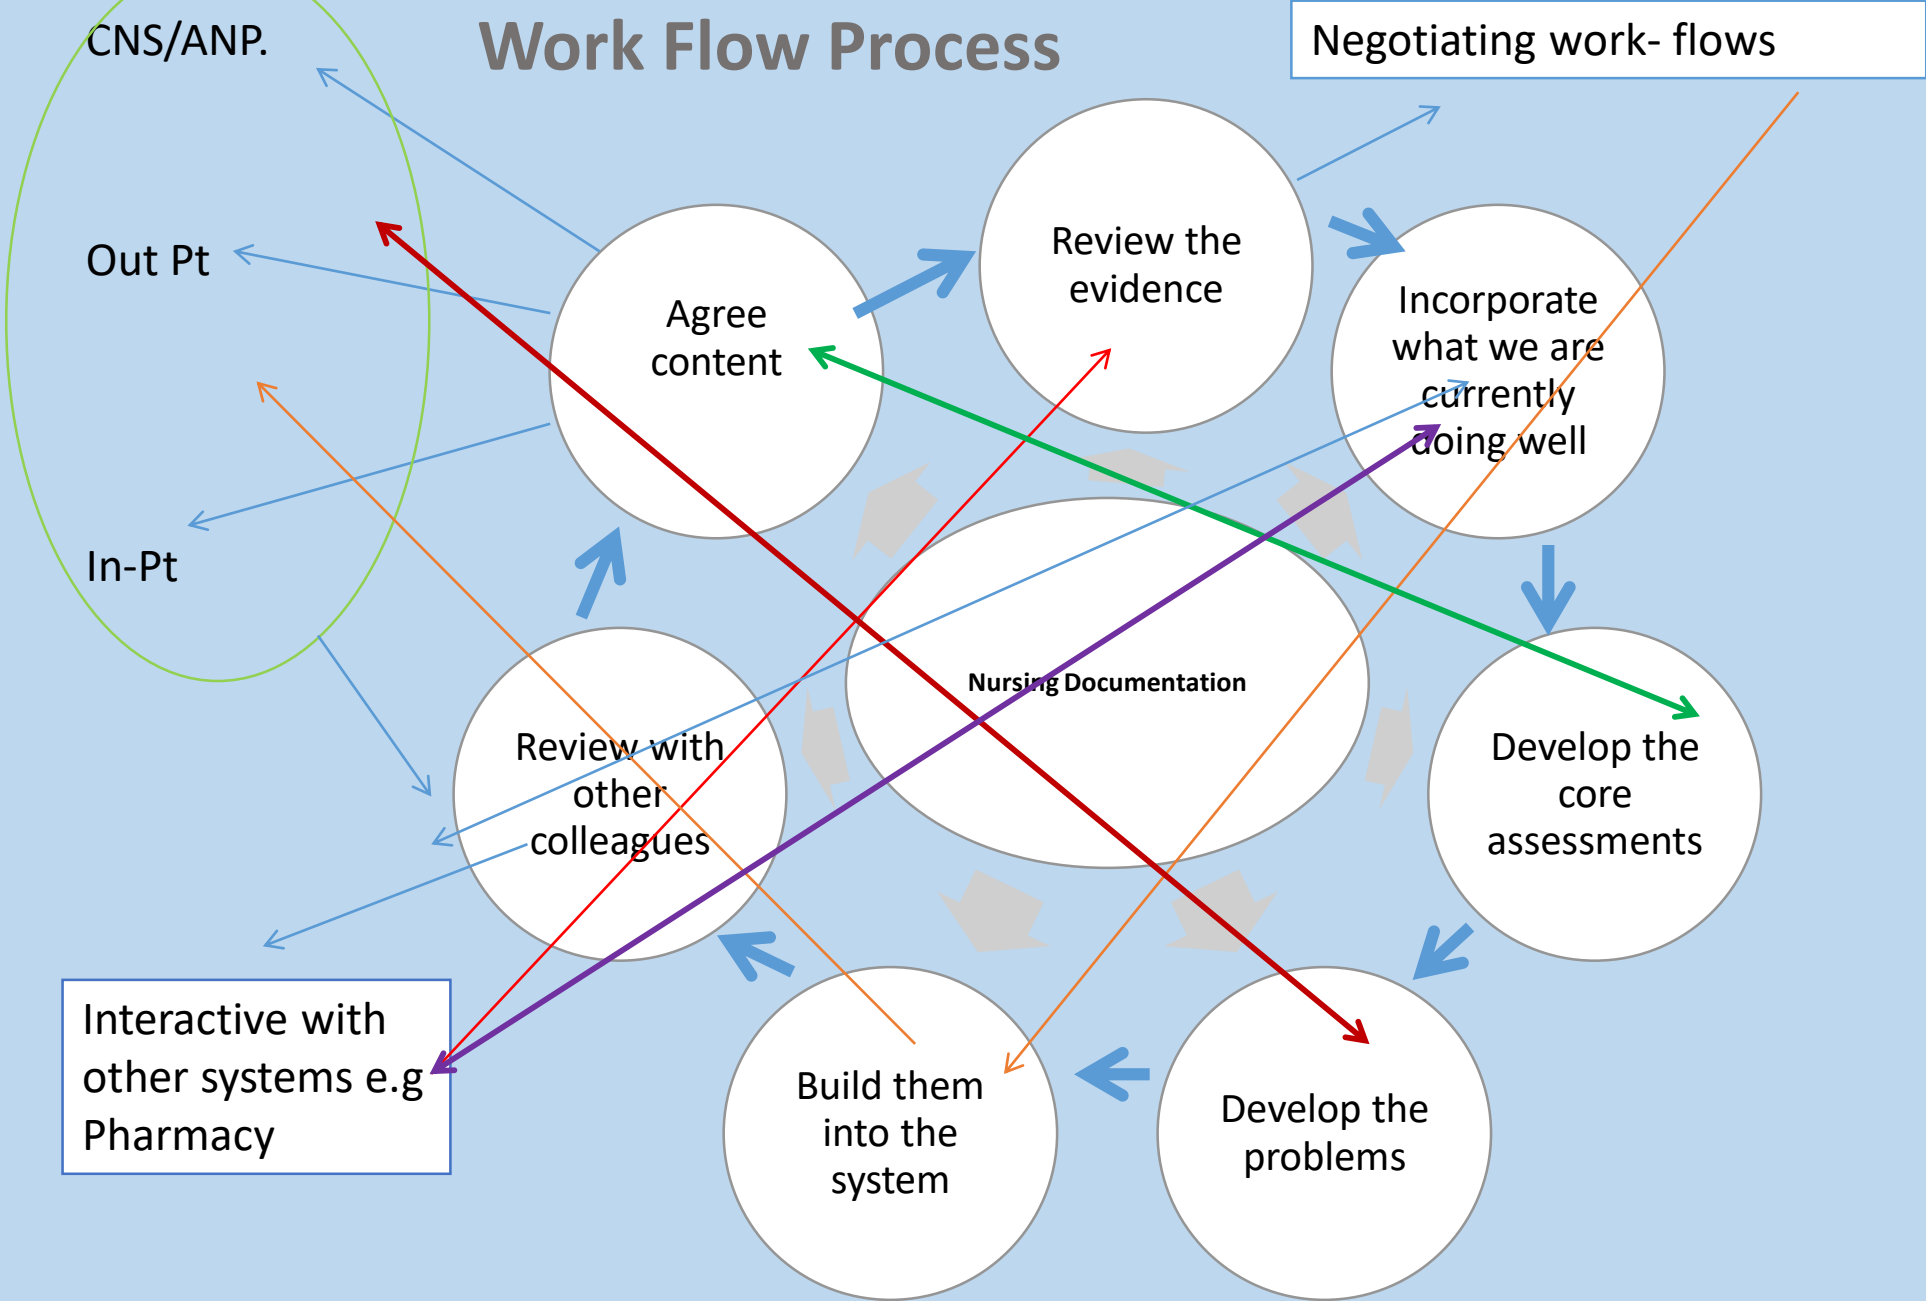 Work Flow Process
CNS/ANP.
Out Pt
In-Pt
Negotiating work- flows
Review the
evidence
Incorporate
what we are
currently
doing well
Agree
content
Nursing Documentation
Develop the
core
assessments
Review with
other
colleagues
Interactive with
other systems e.g
Pharmacy
Build them
into the
system
Develop the
problems